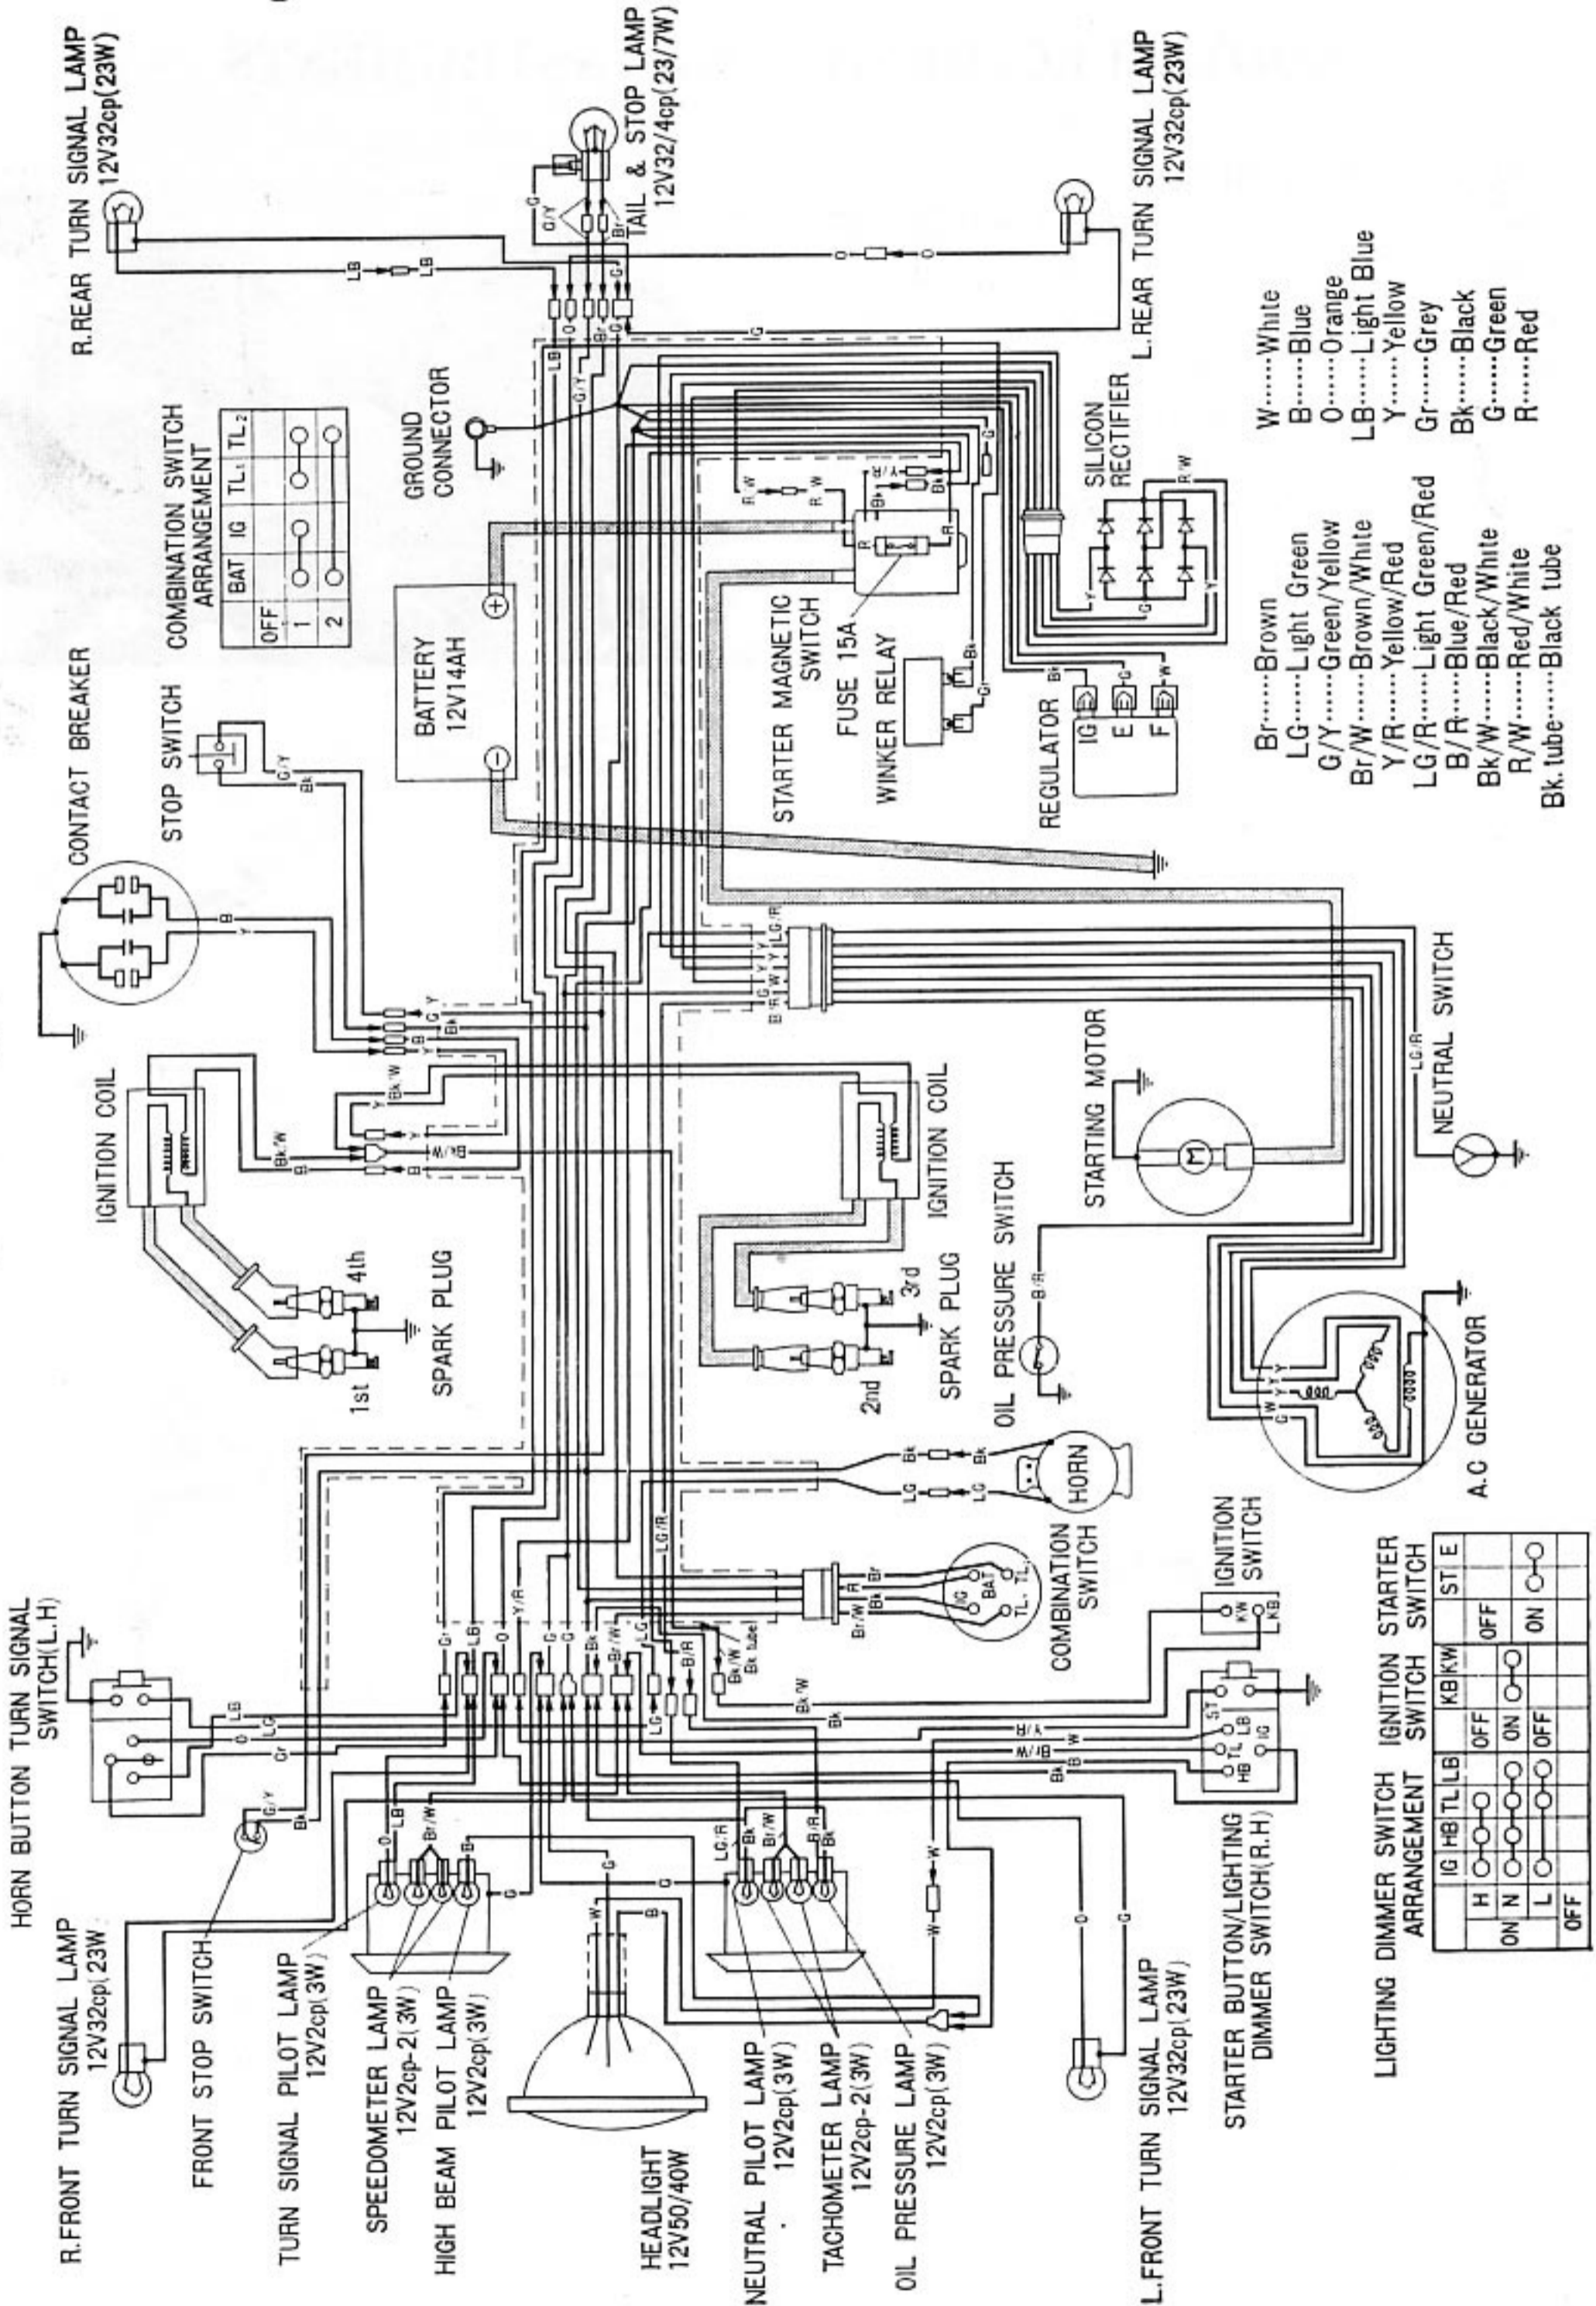 R.REAR TURN SIGNAL LAMP
12V32cp(23W)
TAIL & STOP LAMP
12V32/4cp(23/7W)
L.REAR TURN SIGNAL LAMP
12V32cp(23W)
COMBINATION SWITCH
ARRANGEMENT
BAT IG TL₁ TL₂
OFF
1
2
GROUND
CONNECTOR
CONTACT BREAKER
STOP SWITCH
BATTERY
12V14AH
STARTER MAGNETIC
SWITCH
FUSE 15A
WINKER RELAY
REGULATOR
IG
E
F
SILICON
RECTIFIER
W······White
B······Blue
O······Orange
LB······Light Blue
Y······Yellow
Gr······Grey
Bk······Black
G······Green
R······Red
Br······Brown
LG······Light Green
G/Y······Green/Yellow
Br/W······Brown/White
Y/R······Yellow/Red
LG/R······Light Green/Red
B/R······Blue/Red
Bk/W······Black/White
R/W······Red/White
Bk.tube······Black tube
IGNITION COIL
1st
4th
SPARK PLUG
IGNITION COIL
2nd
3rd
SPARK PLUG
OIL PRESSURE SWITCH
STARTING MOTOR
M
NEUTRAL SWITCH
A.C GENERATOR
HORN
COMBINATION
SWITCH
IG
BAT
IGNITION
SWITCH
KW
KB
HORN BUTTON TURN SIGNAL
SWITCH(L.H)
R.FRONT TURN SIGNAL LAMP
12V32cp(23W
FRONT STOP SWITCH
TURN SIGNAL PILOT LAMP
12V2cp(3W)
SPEEDOMETER LAMP
12V2cp-2(3W)
HIGH BEAM PILOT LAMP
12V2cp(3W)
HEADLIGHT
12V50/40W
NEUTRAL PILOT LAMP
12V2cp(3W)
TACHOMETER LAMP
12V2cp-2(3W)
OIL PRESSURE LAMP
12V2cp(3W)
L.FRONT TURN SIGNAL LAMP
12V32cp(23W)
STARTER BUTTON/LIGHTING
DIMMER SWITCH(R.H)
ST
HB TL LB
IG
LIGHTING DIMMER SWITCH
ARRANGEMENT
IG HB TL LB
H
ON N
L
OFF
IGNITION
SWITCH
KB KW
OFF
ON
OFF
STARTER
SWITCH
ST E
OFF
ON